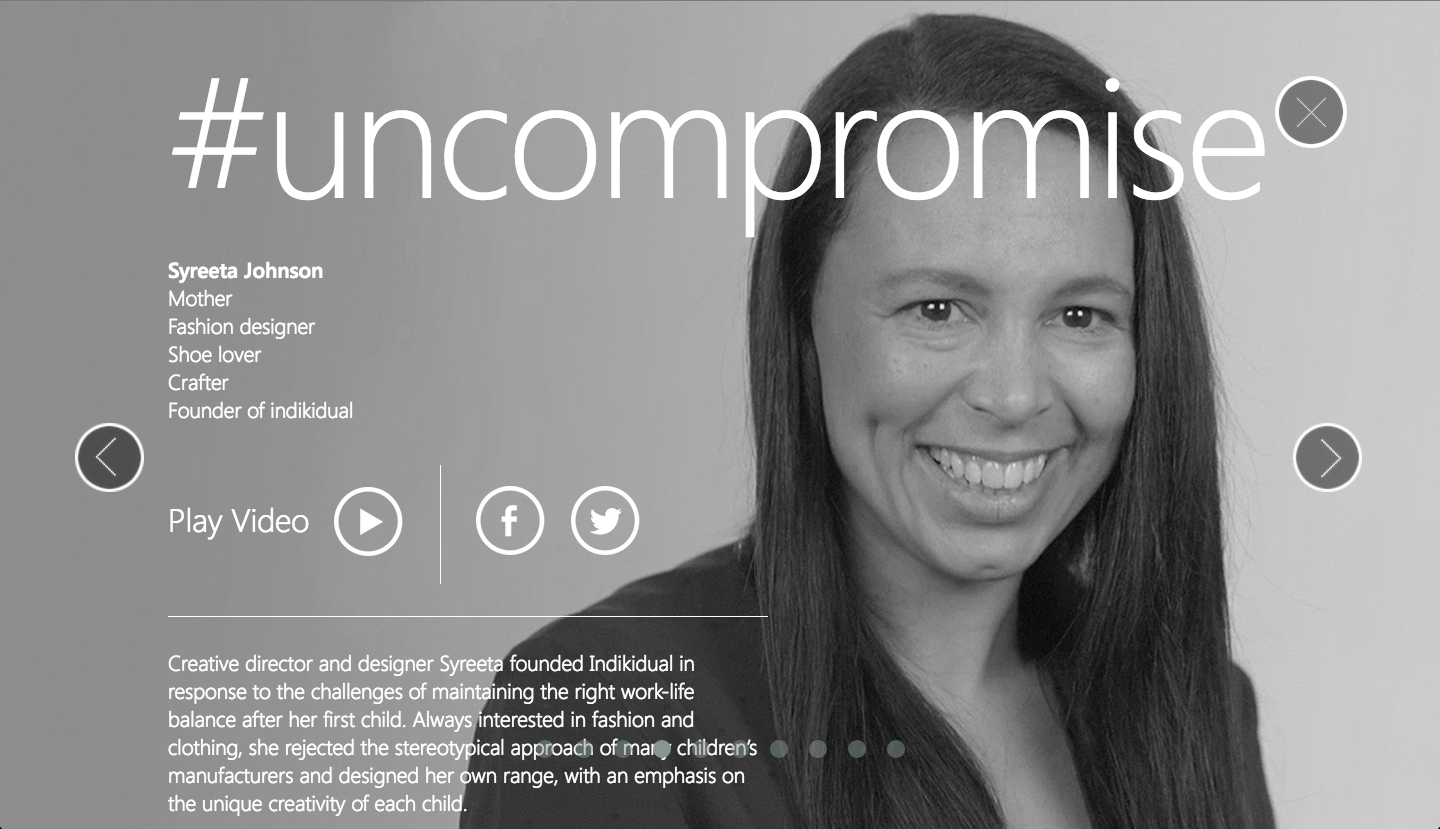 #uncompromise
Syreeta Johnson
Mother
Fashion designer
Shoe lover
Crafter
Founder of indikidual
Play Video
Creative director and designer Syreeta founded Indikidual in
response to the challenges of maintaining the right work-life
balance after her first child. Always interested in fashion and
clothing, she rejected the stereotypical approach of many children’s
manufacturers and designed her own range, with an emphasis on
the unique creativity of each child.